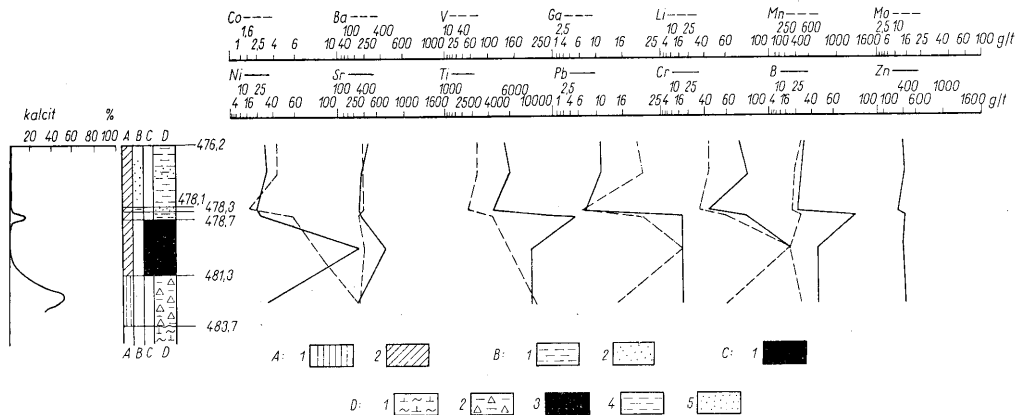 Co Ba V Ga Li Mn Mo
1,6 100 200 400 10 40 2,5 10 25 250 600 2,5 10
1 2,5 4 6 10 40 250 600 1000 25 60 100 160 250 1 4 6 10 16 25 4 16 40 60 100 100 400 1600 6 16 25 40 60 100 g/t
Ni Sr Ti Pb Cr B Zn
10 25 100 400 1000 6000 2,5 10 25 10 25 400 1000
4 16 40 60 100 250 600 1000 1600 2500 4000 10000 1 4 6 10 16 25 4 16 40 60 100 4 16 40 60 100 100 200 600 1600 g/t
kalcit %
20 40 60 80 100 A B C D
476,2
478,1
478,3
478,7
481,3
483,7
A B C D
A: 1 2 B: 1 2 C: 1
D: 1 2 3 4 5